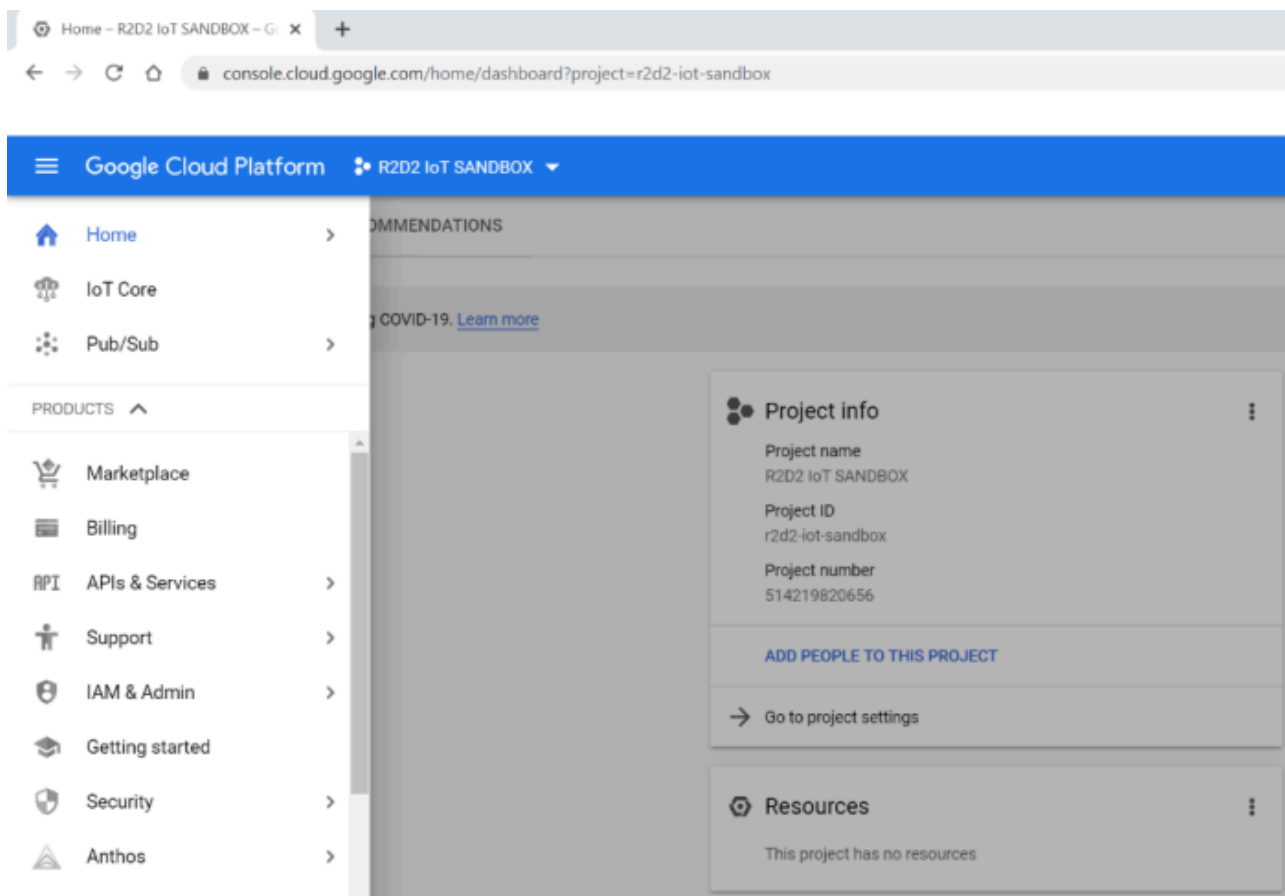 Home – R2D2 IoT SANDBOX – Go
console.cloud.google.com/home/dashboard?project=r2d2-iot-sandbox
Google Cloud Platform R2D2 IoT SANDBOX
Home
IoT Core
Pub/Sub
PRODUCTS
Marketplace
Billing
API APIs & Services
Support
IAM & Admin
Getting started
Security
Anthos
OMMENDATIONS
g COVID-19. Learn more
Project info
Project name
R2D2 IoT SANDBOX
Project ID
r2d2-iot-sandbox
Project number
514219820656
ADD PEOPLE TO THIS PROJECT
Go to project settings
Resources
This project has no resources